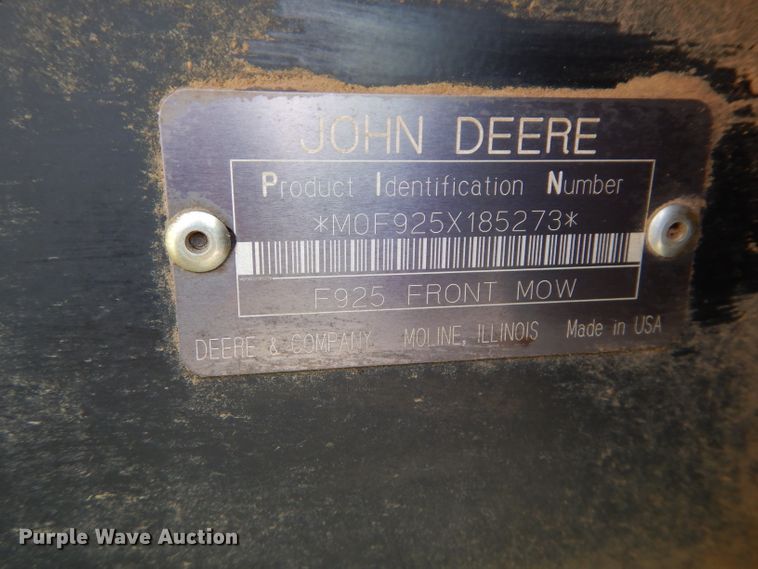 JOHN DEERE
Product Identification Number
*M0F925X185273*
F925 FRONT MOW
DEERE & COMPANY MOLINE, ILLINOIS Made in USA
Purple Wave Auction